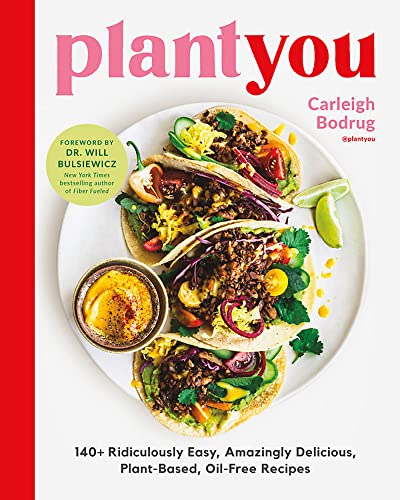 plantyou
Carleigh
Bodrug
@plantyou
FOREWORD BY
DR. WILL
BULSIEWICZ
New York Times
bestselling author
of Fiber Fueled
140+ Ridiculously Easy, Amazingly Delicious,
Plant-Based, Oil-Free Recipes